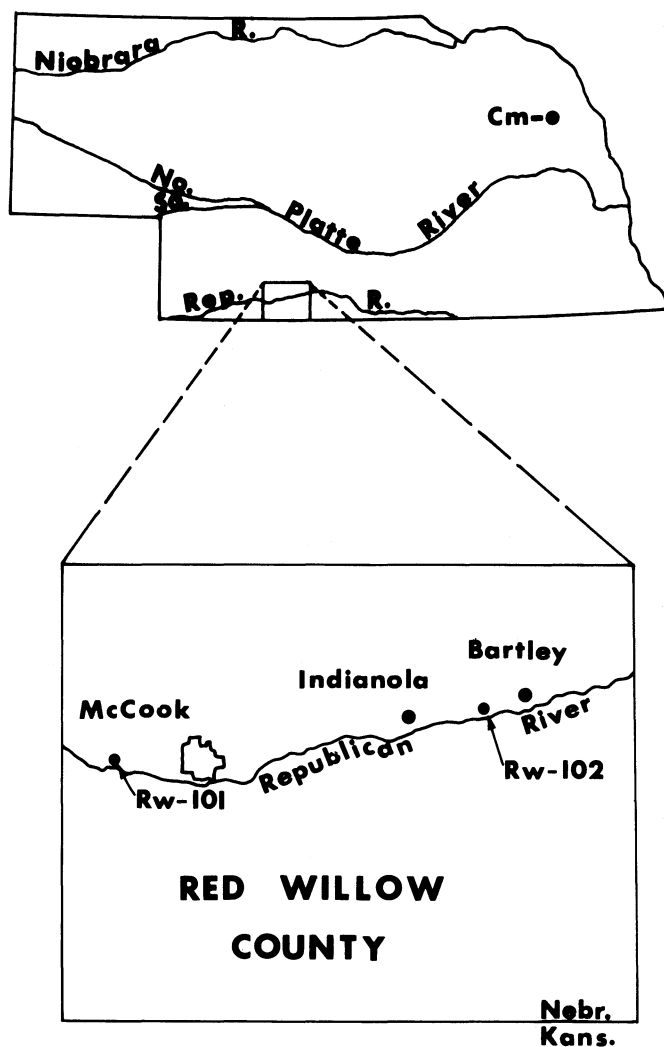 Niobrara R.
Cm-
No.
So.
Platte River
Rep. R.
Bartley
Indianola
McCook
Republican River
Rw-102
Rw-101
RED WILLOW
COUNTY
Nebr.
Kans.